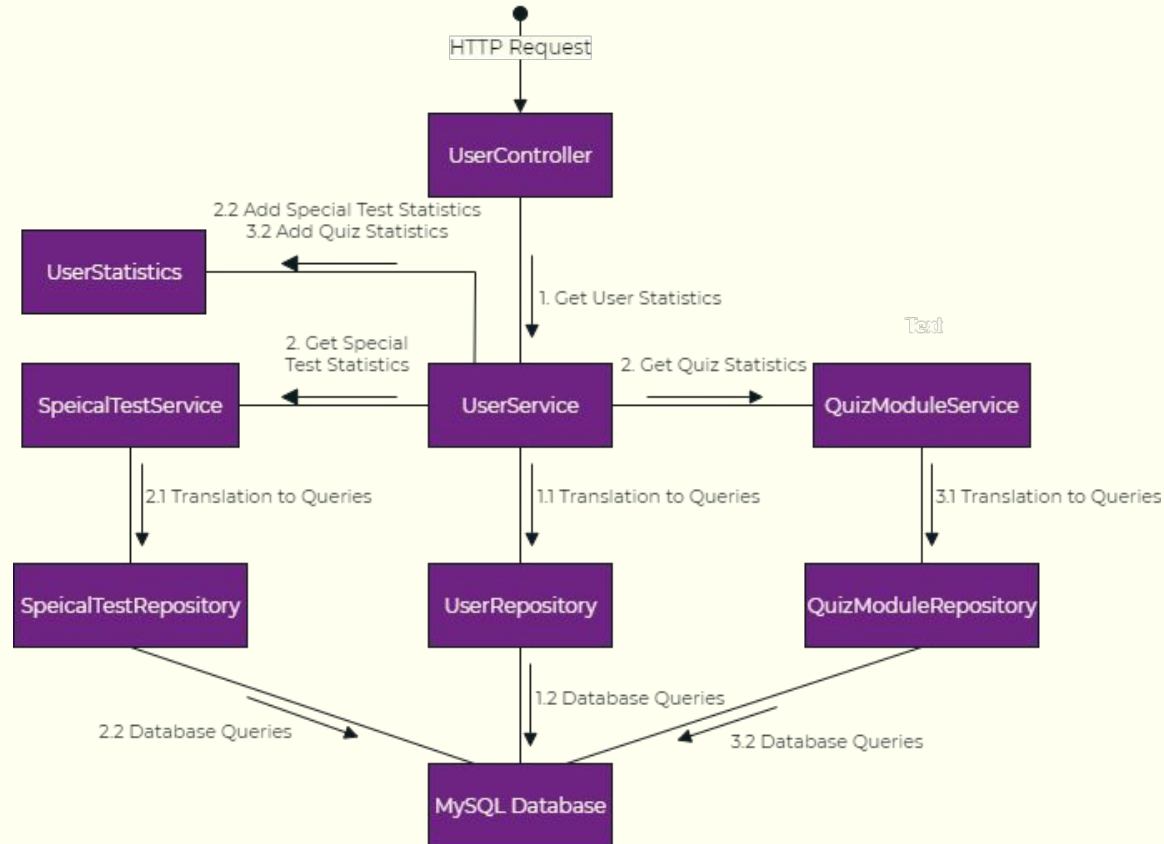 HTTP Request
UserController
2.2 Add Special Test Statistics
3.2 Add Quiz Statistics
UserStatistics
1. Get User Statistics
Text
2. Get Special
Test Statistics
2. Get Quiz Statistics
SpeicalTestService
UserService
QuizModuleService
2.1 Translation to Queries
1.1 Translation to Queries
3.1 Translation to Queries
SpeicalTestRepository
UserRepository
QuizModuleRepository
1.2 Database Queries
2.2 Database Queries
3.2 Database Queries
MySQL Database